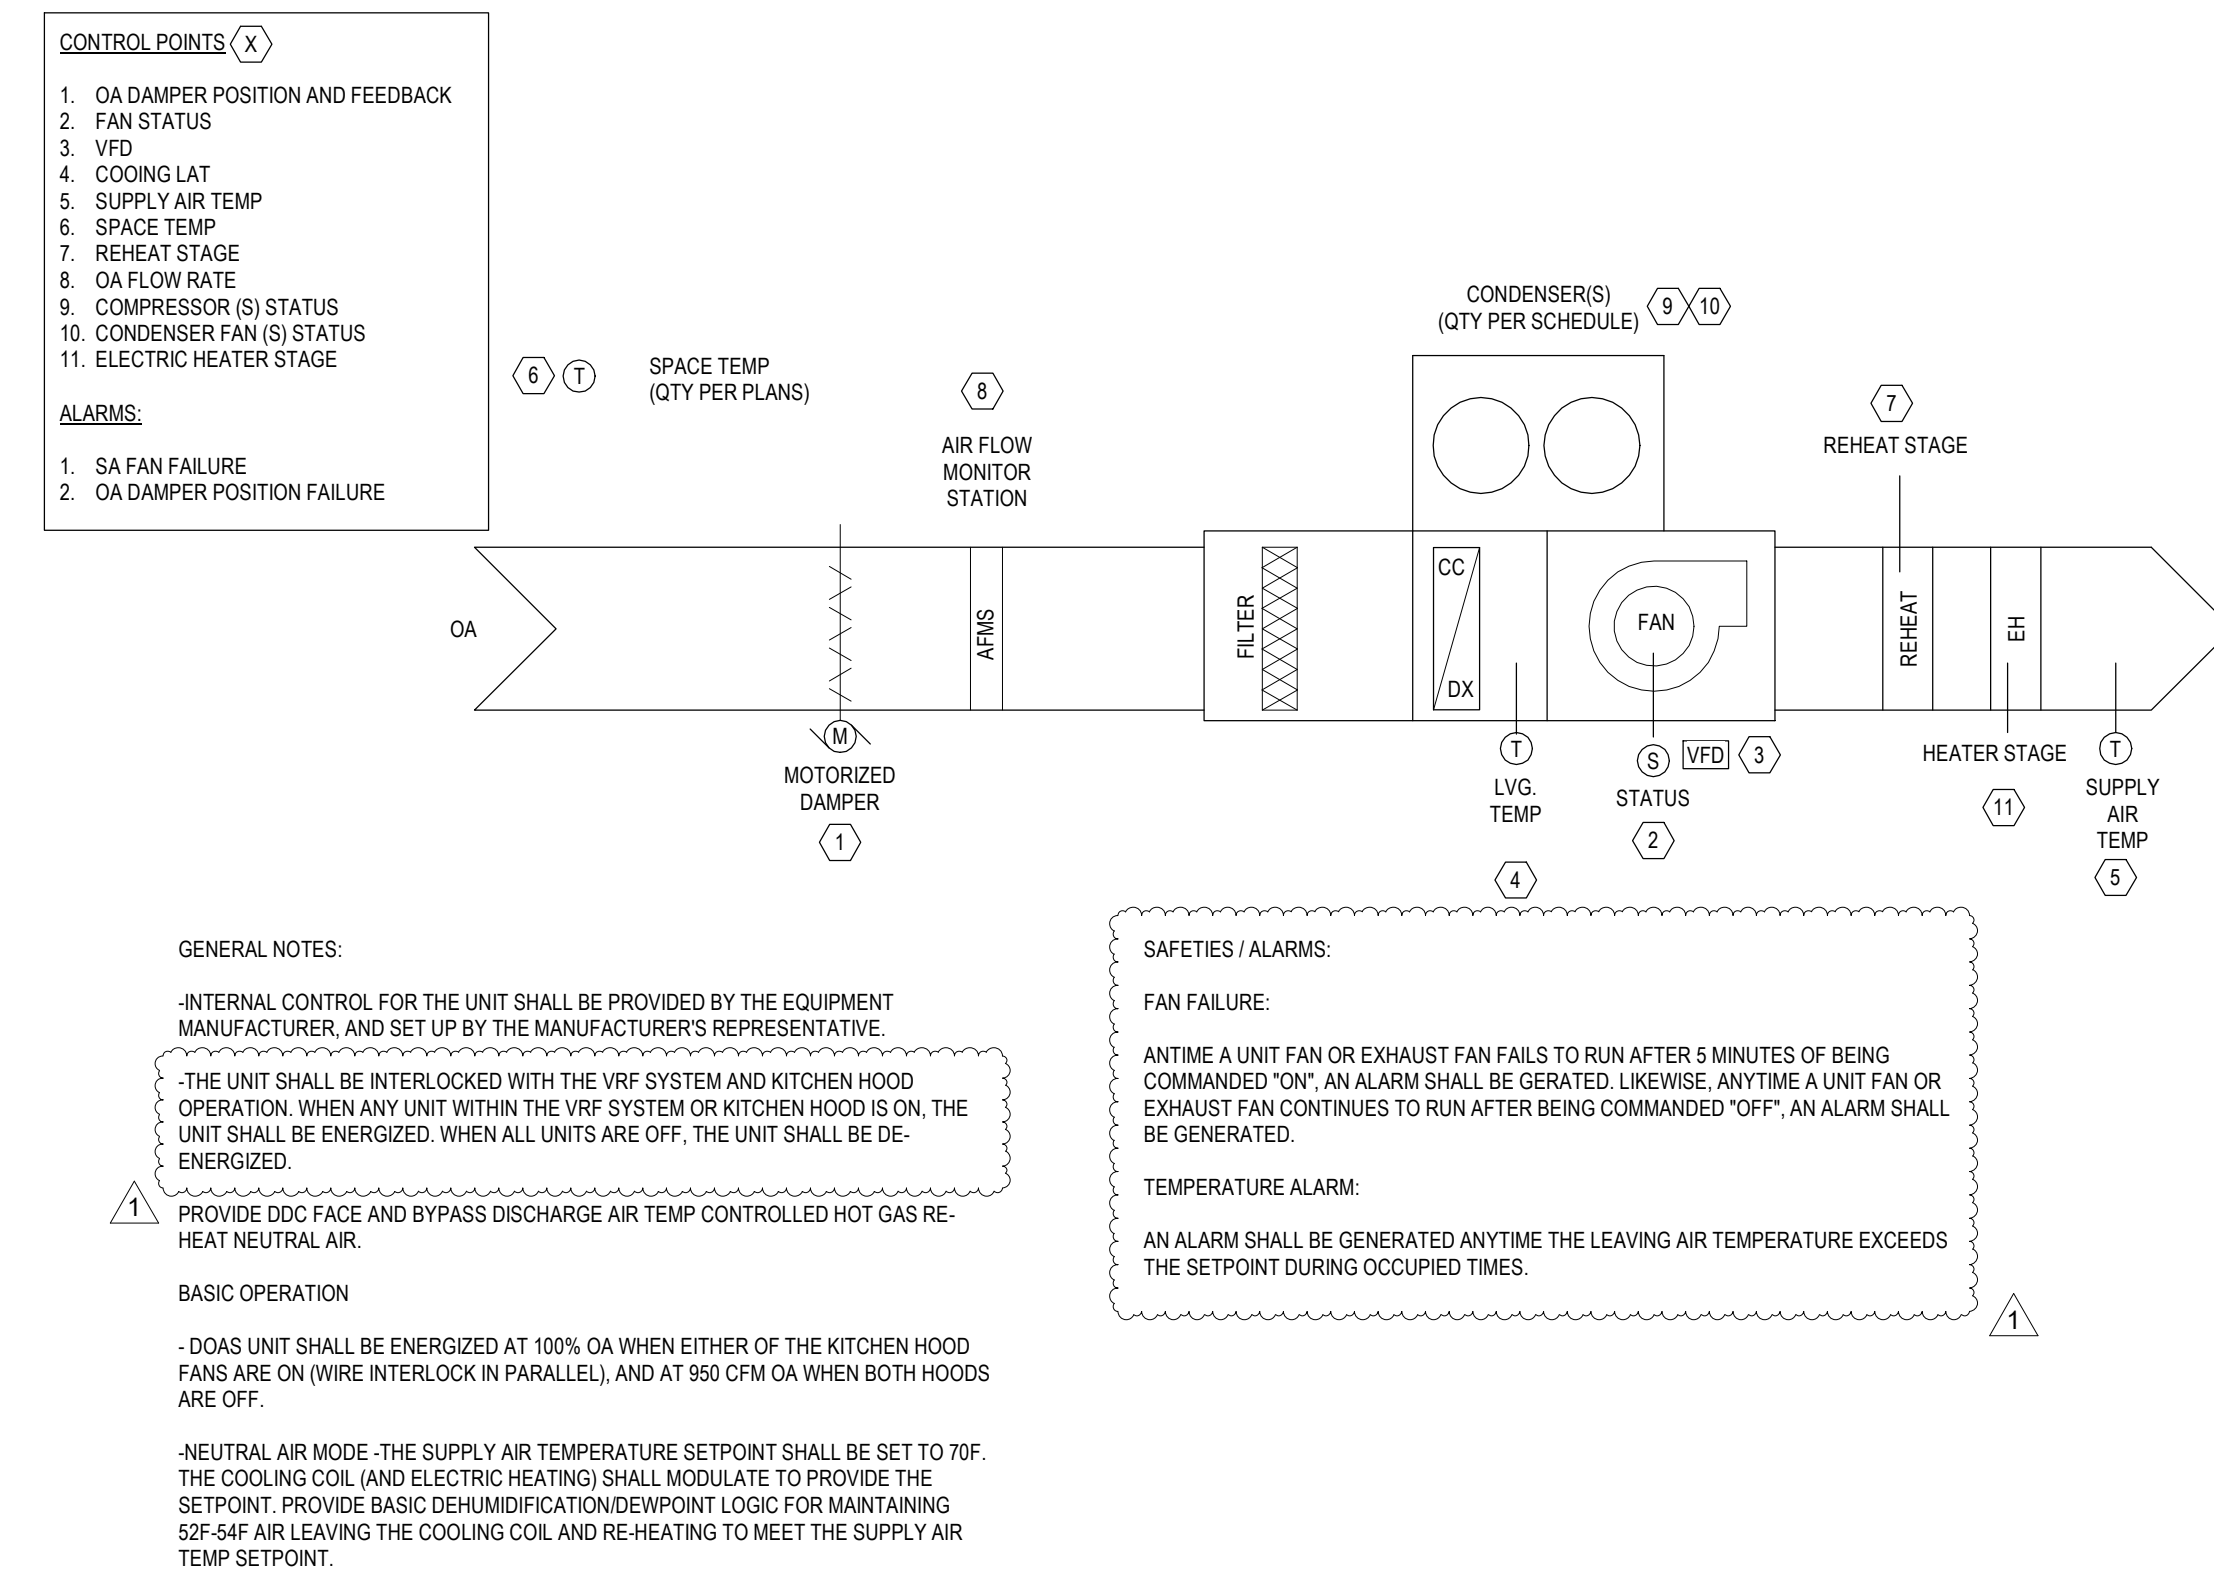 CONTROL POINTS X
1. OA DAMPER POSITION AND FEEDBACK
2. FAN STATUS
3. VFD
4. COOING LAT
5. SUPPLY AIR TEMP
6. SPACE TEMP
7. REHEAT STAGE
8. OA FLOW RATE
9. COMPRESSOR (S) STATUS
10. CONDENSER FAN (S) STATUS
11. ELECTRIC HEATER STAGE
ALARMS:
1. SA FAN FAILURE
2. OA DAMPER POSITION FAILURE
6 T
SPACE TEMP
(QTY PER PLANS)
8
AIR FLOW
MONITOR
STATION
CONDENSER(S)
(QTY PER SCHEDULE)
9 10
7
REHEAT STAGE
OA
AFMS
FILTER
CC
DX
FAN
REHEAT
EH
M
MOTORIZED
DAMPER
1
T
LVG.
TEMP
4
S VFD 3
STATUS
2
HEATER STAGE
11
T
SUPPLY
AIR
TEMP
5
GENERAL NOTES:
-INTERNAL CONTROL FOR THE UNIT SHALL BE PROVIDED BY THE EQUIPMENT
MANUFACTURER, AND SET UP BY THE MANUFACTURER'S REPRESENTATIVE.
-THE UNIT SHALL BE INTERLOCKED WITH THE VRF SYSTEM AND KITCHEN HOOD
OPERATION. WHEN ANY UNIT WITHIN THE VRF SYSTEM OR KITCHEN HOOD IS ON, THE
UNIT SHALL BE ENERGIZED. WHEN ALL UNITS ARE OFF, THE UNIT SHALL BE DE-
ENERGIZED.
1
PROVIDE DDC FACE AND BYPASS DISCHARGE AIR TEMP CONTROLLED HOT GAS RE-
HEAT NEUTRAL AIR.
BASIC OPERATION
- DOAS UNIT SHALL BE ENERGIZED AT 100% OA WHEN EITHER OF THE KITCHEN HOOD
FANS ARE ON (WIRE INTERLOCK IN PARALLEL), AND AT 950 CFM OA WHEN BOTH HOODS
ARE OFF.
-NEUTRAL AIR MODE -THE SUPPLY AIR TEMPERATURE SETPOINT SHALL BE SET TO 70F.
THE COOLING COIL (AND ELECTRIC HEATING) SHALL MODULATE TO PROVIDE THE
SETPOINT. PROVIDE BASIC DEHUMIDIFICATION/DEWPOINT LOGIC FOR MAINTAINING
52F-54F AIR LEAVING THE COOLING COIL AND RE-HEATING TO MEET THE SUPPLY AIR
TEMP SETPOINT.
SAFETIES / ALARMS:
FAN FAILURE:
ANTIME A UNIT FAN OR EXHAUST FAN FAILS TO RUN AFTER 5 MINUTES OF BEING
COMMANDED "ON", AN ALARM SHALL BE GERATED. LIKEWISE, ANYTIME A UNIT FAN OR
EXHAUST FAN CONTINUES TO RUN AFTER BEING COMMANDED "OFF", AN ALARM SHALL
BE GENERATED.
TEMPERATURE ALARM:
AN ALARM SHALL BE GENERATED ANYTIME THE LEAVING AIR TEMPERATURE EXCEEDS
THE SETPOINT DURING OCCUPIED TIMES.
1